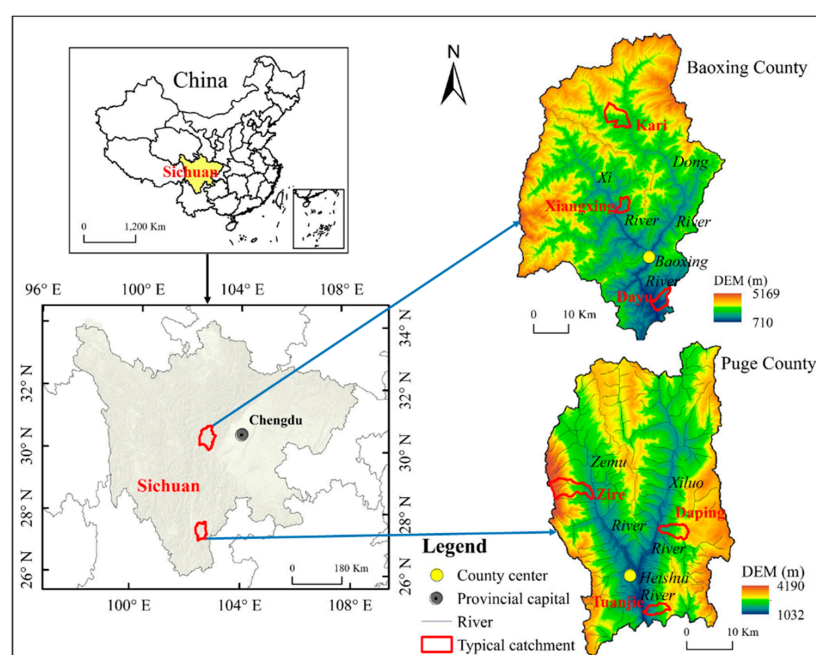 China
Sichuan
0 1,200 Km
N
Baoxing County
Kari
Dong
Xi
Xiangxing
River
River
Baoxing
River
Dayu
0 10 Km
DEM (m)
5169
710
96° E 100° E 104° E 108° E
34° N
32° N
32° N
30° N
30° N
28° N
28° N
26° N
26° N
100° E 104° E 108° E
Chengdu
Sichuan
0 180 Km
Puge County
Zemu
Xiluo
Zire
Daping
River
River
Heishui
River
Tuanjie
0 10 Km
DEM (m)
4190
1032
Legend
County center
Provincial capital
River
Typical catchment